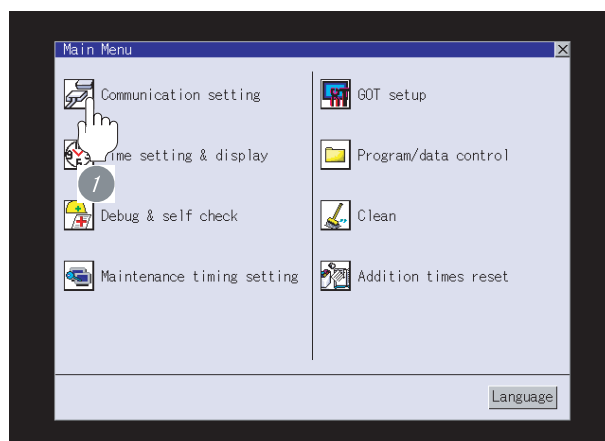 Main Menu
Communication setting
GOT setup
Time setting & display
Program/data control
1
Debug & self check
Clean
Maintenance timing setting
Addition times reset
Language